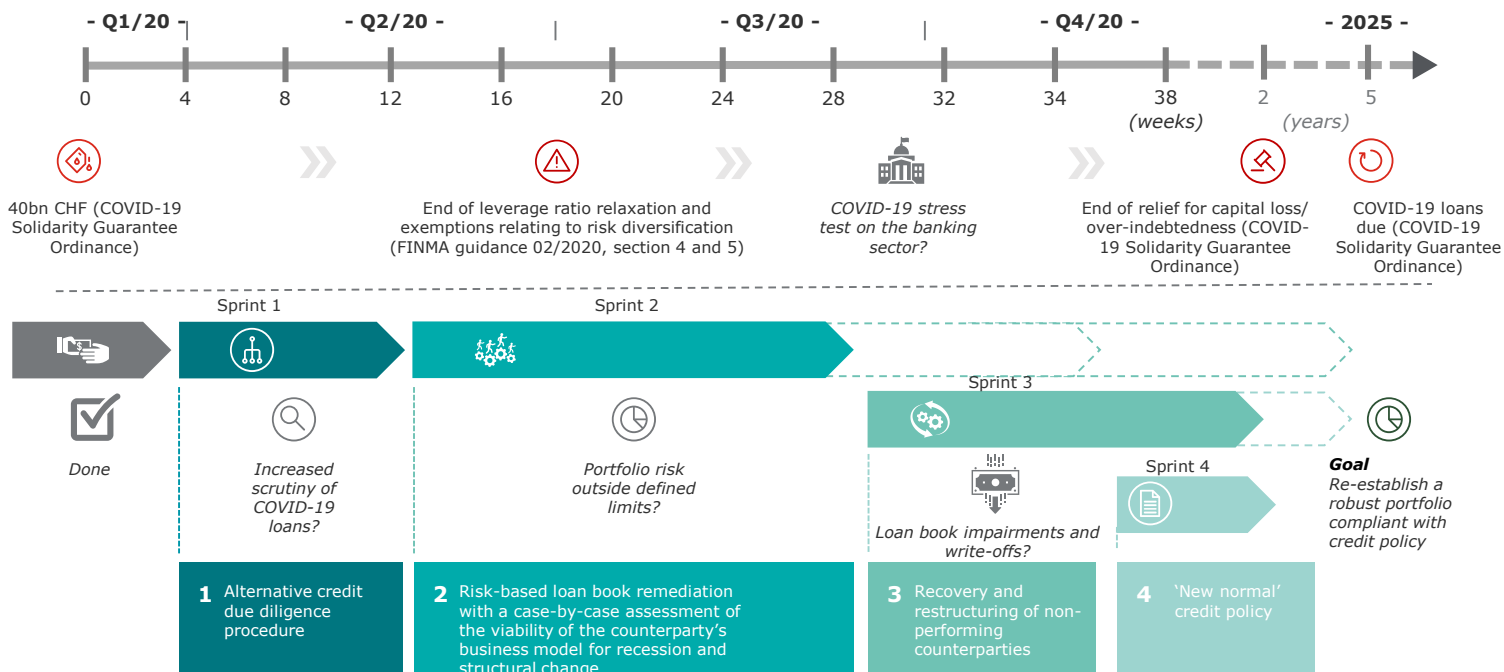 - Q1/20 -
- Q2/20 -
- Q3/20 -
- Q4/20 -
- 2025 -
0
4
8
12
16
20
24
28
32
34
38
2
5
(weeks)
(years)
40bn CHF (COVID-19
Solidarity Guarantee
Ordinance)
End of leverage ratio relaxation and
exemptions relating to risk diversification
(FINMA guidance 02/2020, section 4 and 5)
COVID-19 stress
test on the banking
sector?
End of relief for capital loss/
over-indebtedness (COVID-
19 Solidarity Guarantee
Ordinance)
COVID-19 loans
due (COVID-19
Solidarity Guarantee
Ordinance)
Sprint 1
Sprint 2
Sprint 3
Sprint 4
Done
Increased
scrutiny of
COVID-19
loans?
Portfolio risk
outside defined
limits?
Loan book impairments and
write-offs?
Goal
Re-establish a
robust portfolio
compliant with
credit policy
1 Alternative credit
due diligence
procedure
2 Risk-based loan book remediation
with a case-by-case assessment of
the viability of the counterparty's
business model for recession and
structural change
3 Recovery and
restructuring of non-
performing
counterparties
4 ‘New normal’
credit policy